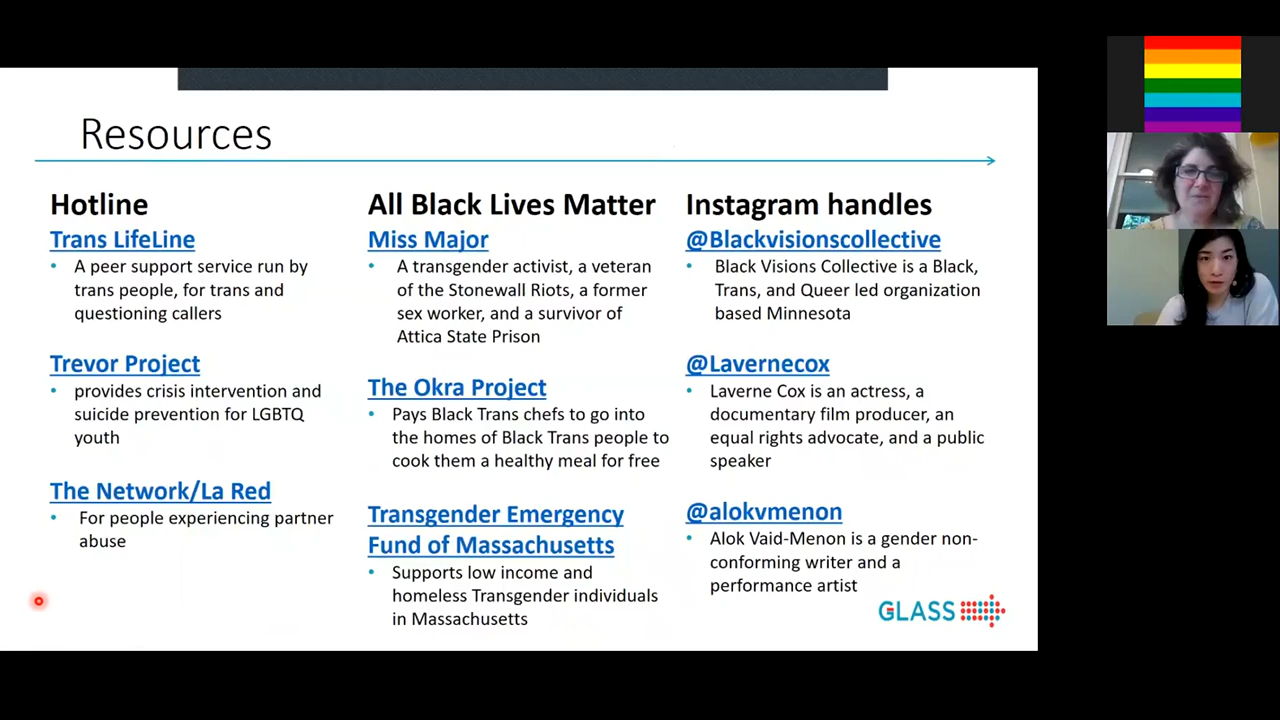 Resources
Hotline
Trans LifeLine
• A peer support service run by
trans people, for trans and
questioning callers
Trevor Project
• provides crisis intervention and
suicide prevention for LGBTQ
youth
The Network/La Red
• For people experiencing partner
abuse
All Black Lives Matter
Miss Major
• A transgender activist, a veteran
of the Stonewall Riots, a former
sex worker, and a survivor of
Attica State Prison
The Okra Project
• Pays Black Trans chefs to go into
the homes of Black Trans people to
cook them a healthy meal for free
Transgender Emergency
Fund of Massachusetts
• Supports low income and
homeless Transgender individuals
in Massachusetts
Instagram handles
@Blackvisionscollective
• Black Visions Collective is a Black,
Trans, and Queer led organization
based Minnesota
@Lavernecox
• Laverne Cox is an actress, a
documentary film producer, an
equal rights advocate, and a public
speaker
@alokvmenon
• Alok Vaid-Menon is a gender non-
conforming writer and a
performance artist
GLASS